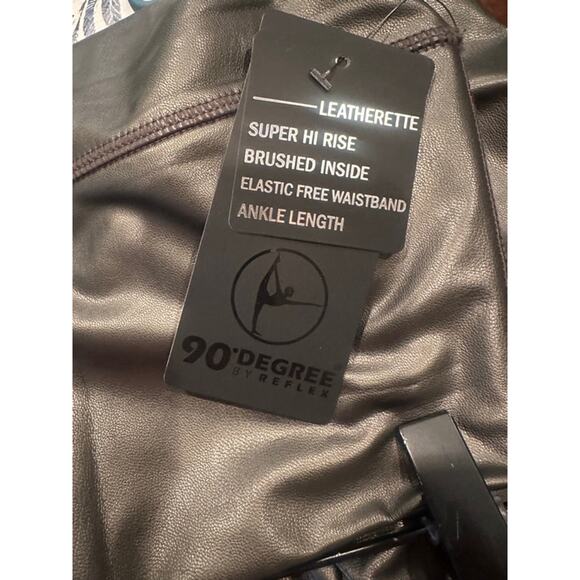 LEATHERETTE
SUPER HI RISE
BRUSHED INSIDE
ELASTIC FREE WAISTBAND
ANKLE LENGTH
90°DEGREE®
BY REFLEX